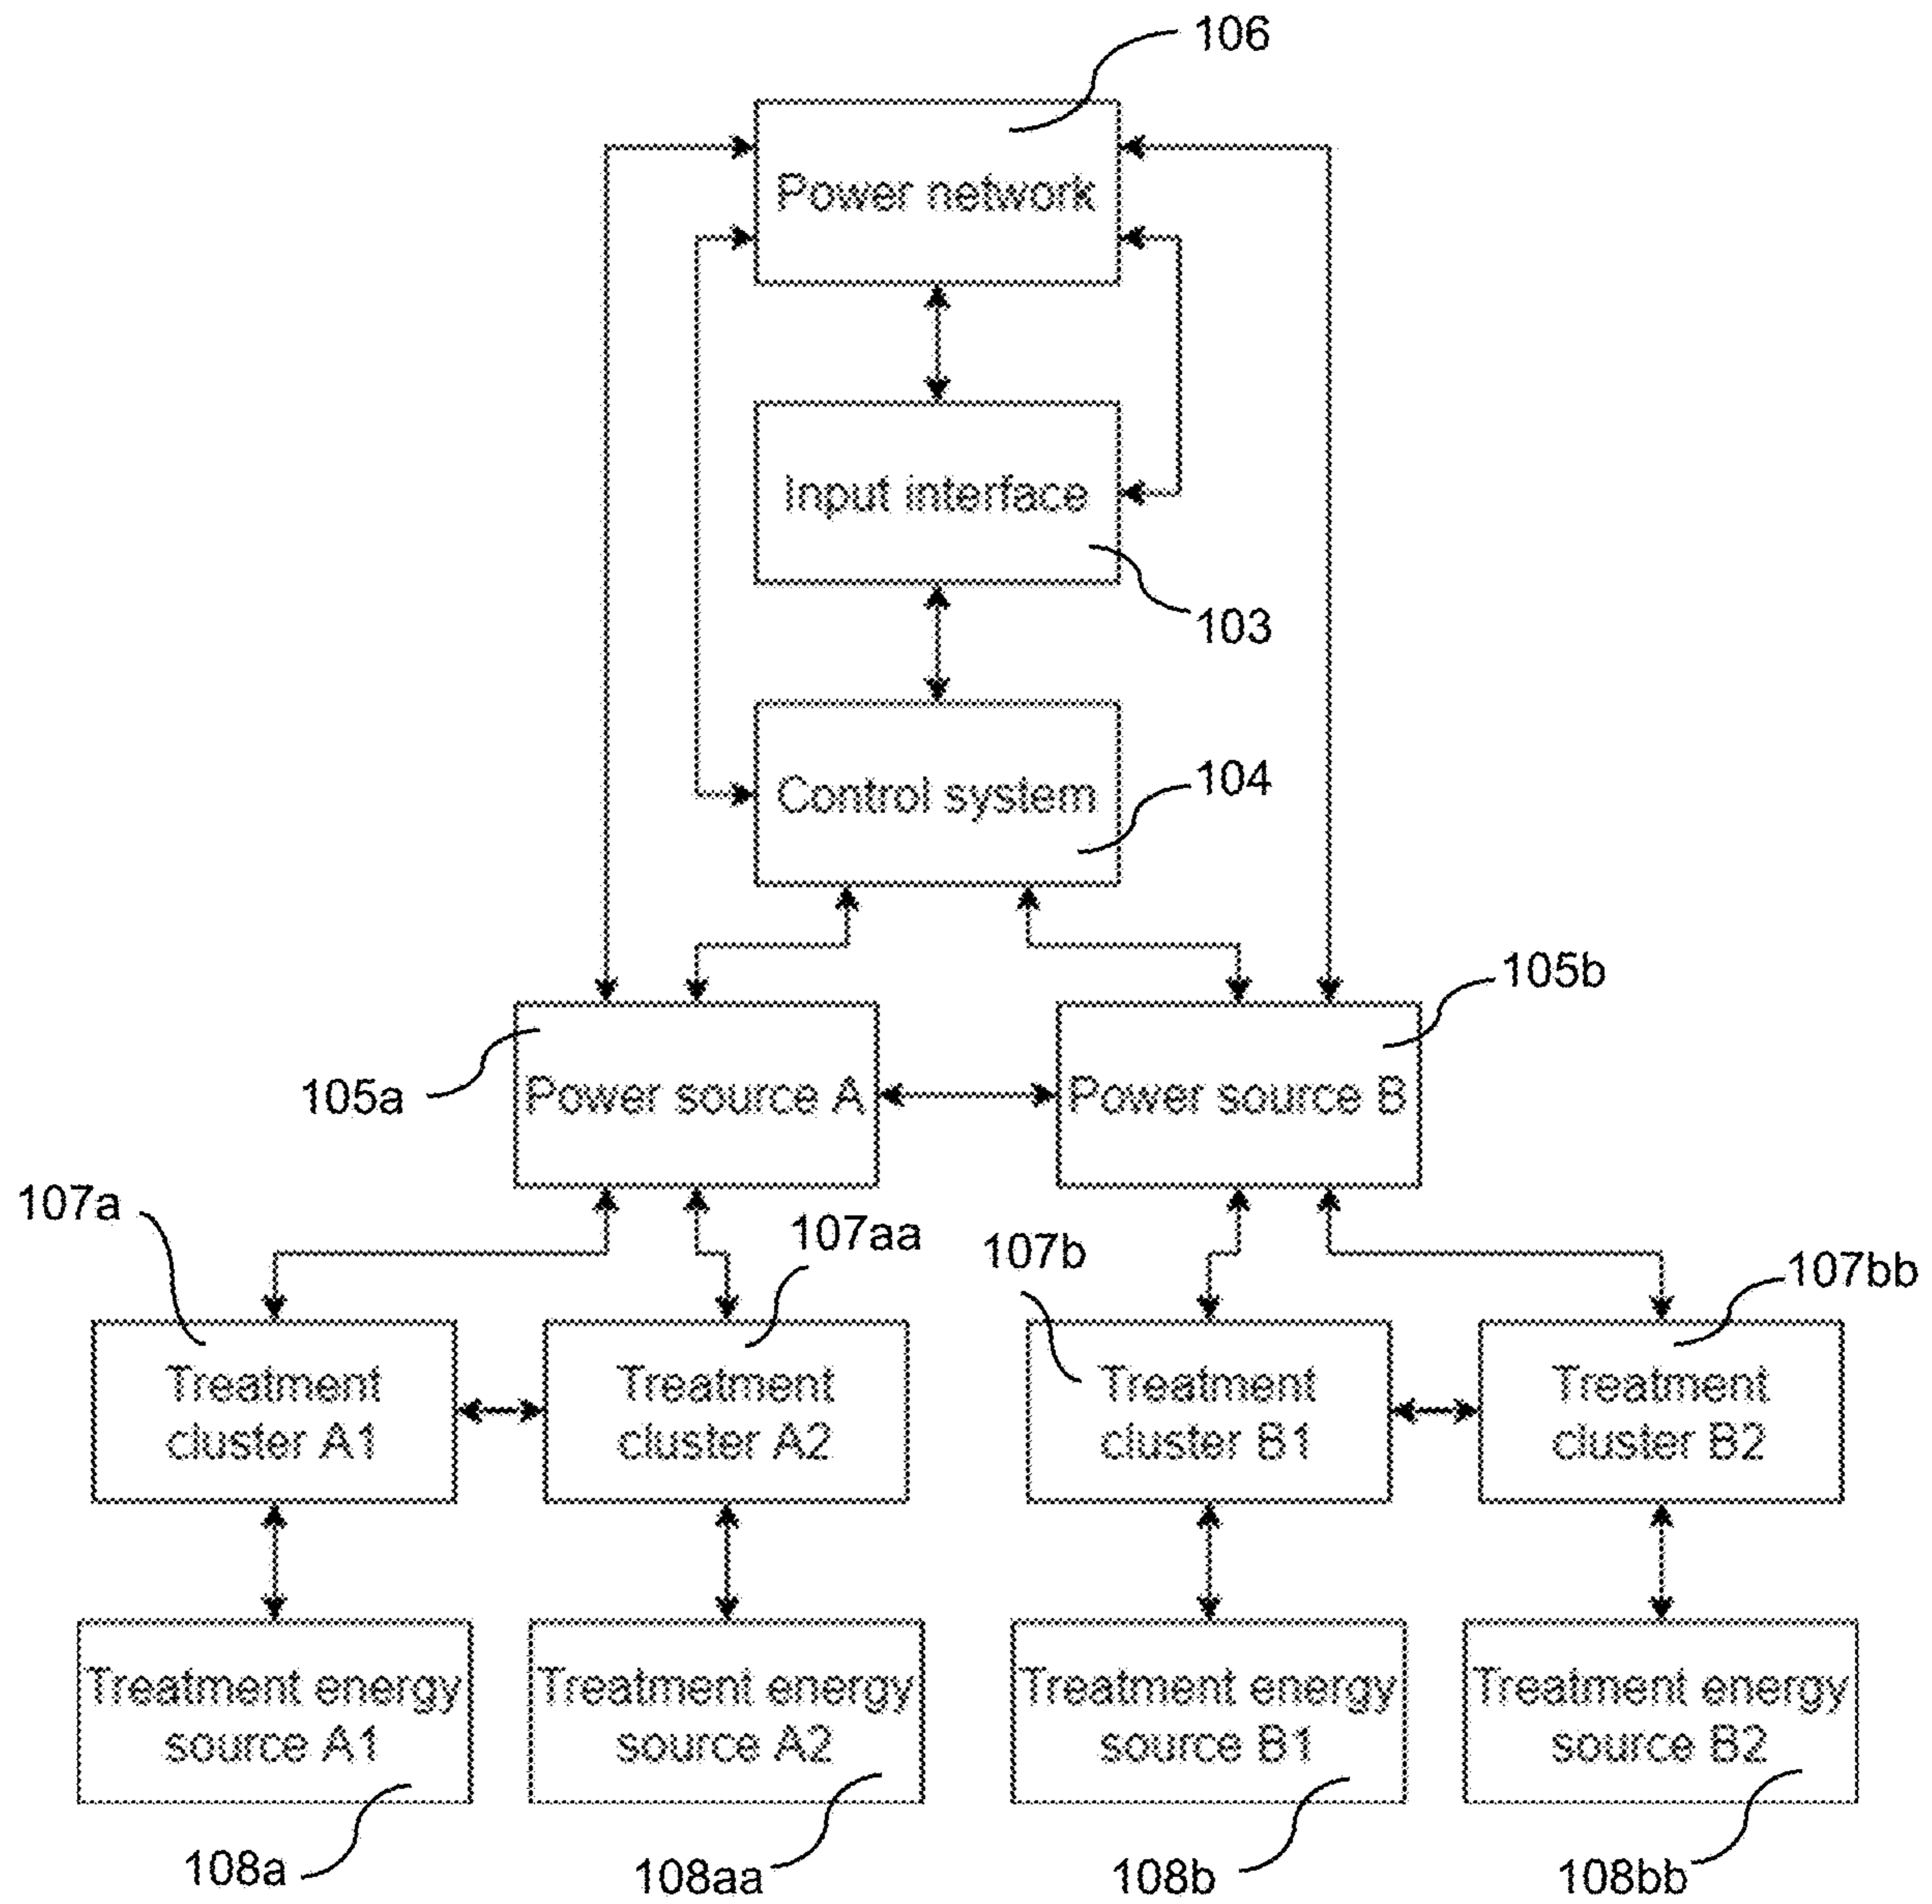 106
Power network
Input interface
103
Control system
104
105b
105a
Power source A
Power source B
107a
107aa
107b
107bb
Treatment
cluster A1
Treatment
cluster A2
Treatment
cluster B1
Treatment
cluster B2
Treatment energy
source A1
Treatment energy
source A2
Treatment energy
source B1
Treatment energy
source B2
108a
108aa
108b
108bb